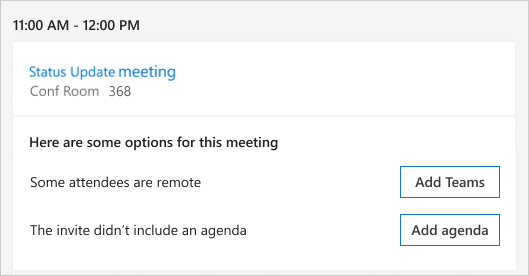 11:00 AM - 12:00 PM
Status Update meeting
Conf Room 368
Here are some options for this meeting
Some attendees are remote
Add Teams
The invite didn't include an agenda
Add agenda